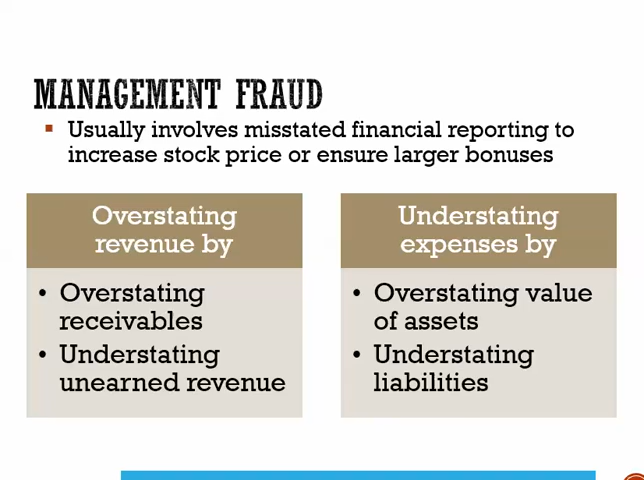 MANAGEMENT FRAUD
▪ Usually involves misstated financial reporting to
increase stock price or ensure larger bonuses
Overstating
revenue by
• Overstating
receivables
• Understating
unearned revenue
Understating
expenses by
• Overstating value
of assets
• Understating
liabilities